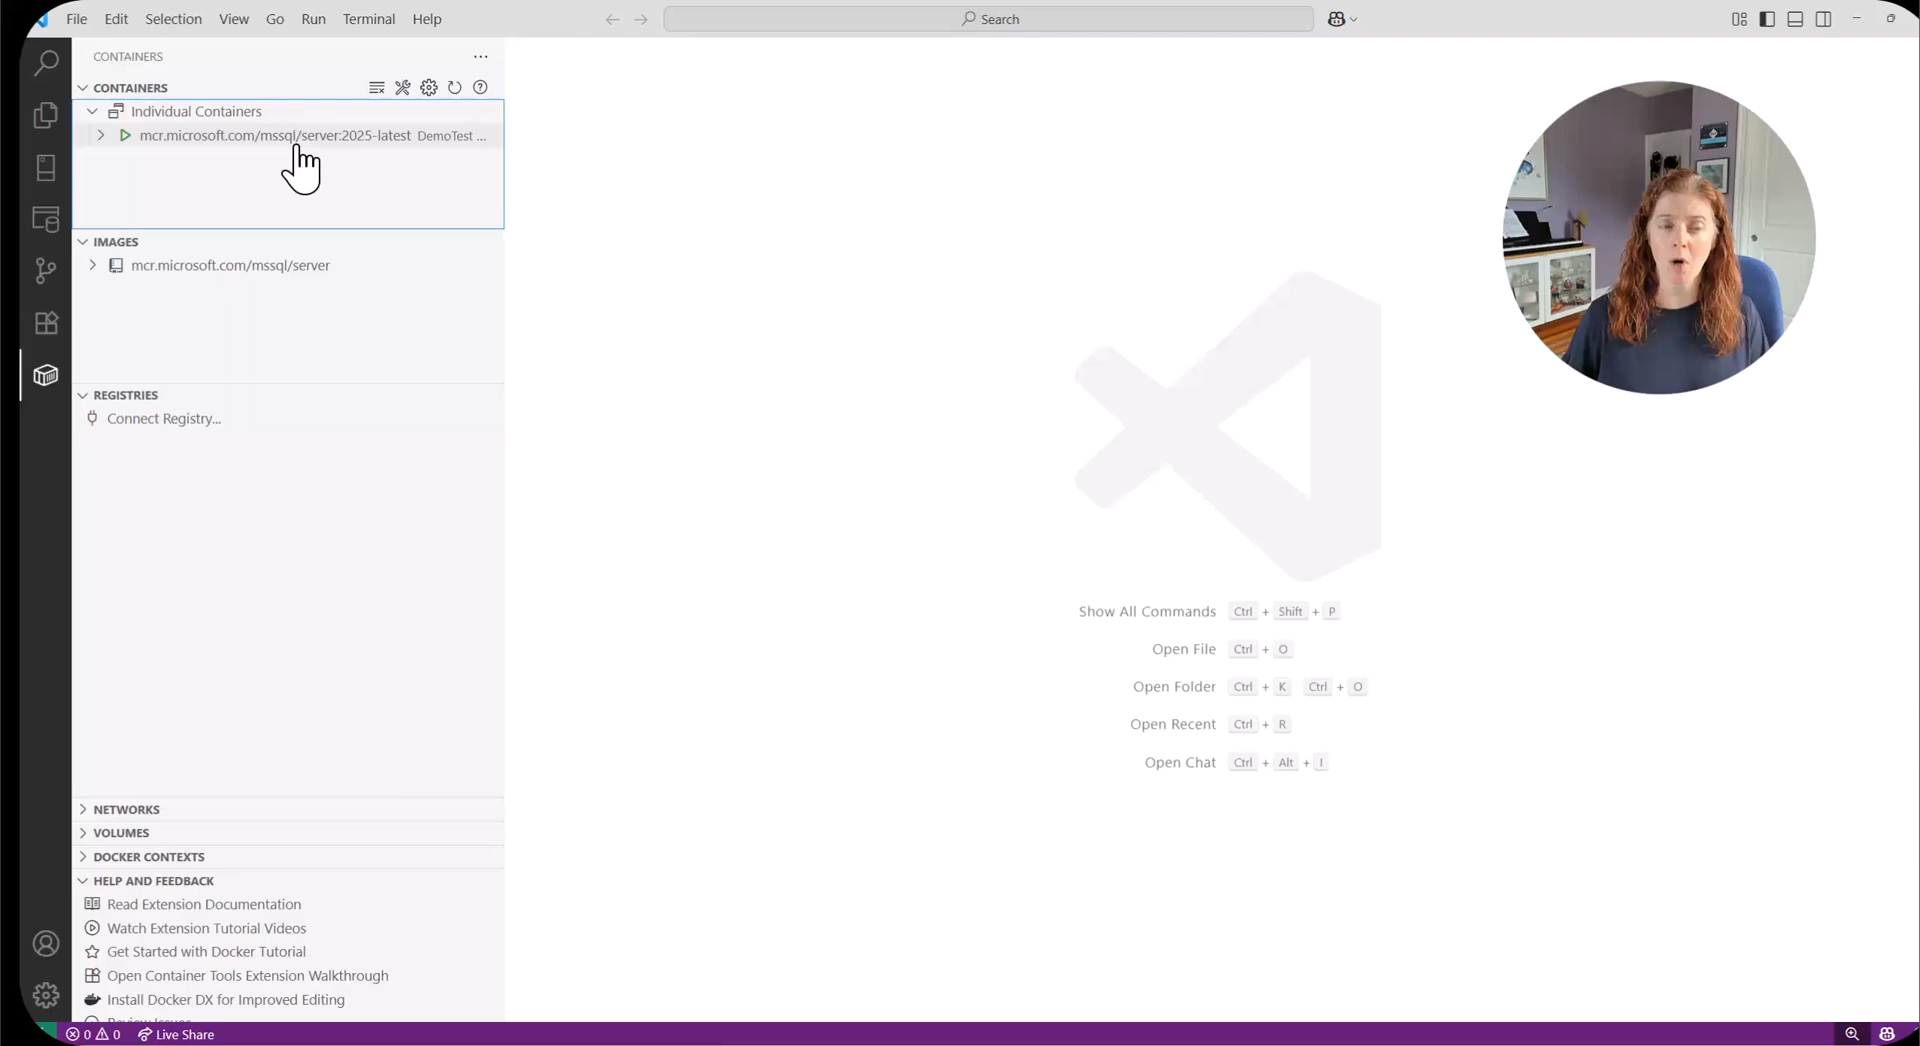 File Edit Selection View Go Run Terminal Help
Search
CONTAINERS
CONTAINERS
Individual Containers
mcr.microsoft.com/mssql/server:2025-latest DemoTest ...
IMAGES
mcr.microsoft.com/mssql/server
REGISTRIES
Connect Registry...
Show All Commands Ctrl + Shift + P
Open File Ctrl + O
Open Folder Ctrl + K Ctrl + O
Open Recent Ctrl + R
Open Chat Ctrl + Alt + I
NETWORKS
VOLUMES
DOCKER CONTEXTS
HELP AND FEEDBACK
Read Extension Documentation
Watch Extension Tutorial Videos
Get Started with Docker Tutorial
Open Container Tools Extension Walkthrough
Install Docker DX for Improved Editing
Review Issues
0 0 Live Share